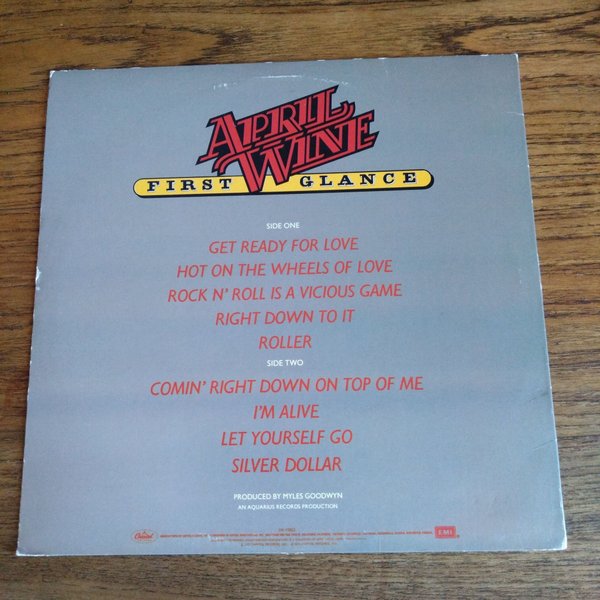 APRIL
WINE
FIRST GLANCE
SIDE ONE
GET READY FOR LOVE
HOT ON THE WHEELS OF LOVE
ROCK N' ROLL IS A VICIOUS GAME
RIGHT DOWN TO IT
ROLLER
SIDE TWO
COMIN' RIGHT DOWN ON TOP OF ME
I'M ALIVE
LET YOURSELF GO
SILVER DOLLAR
PRODUCED BY MYLES GOODWYN
AN AQUARIUS RECORDS PRODUCTION
Capitol
EMI